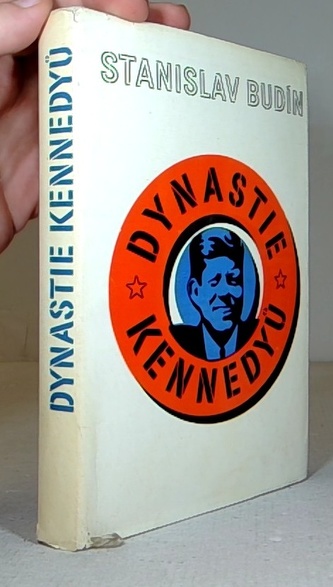 STANISLAV BUDÍN
DYNASTIE
KENNEDYŮ
DYNASTIE KENNEDYŮ